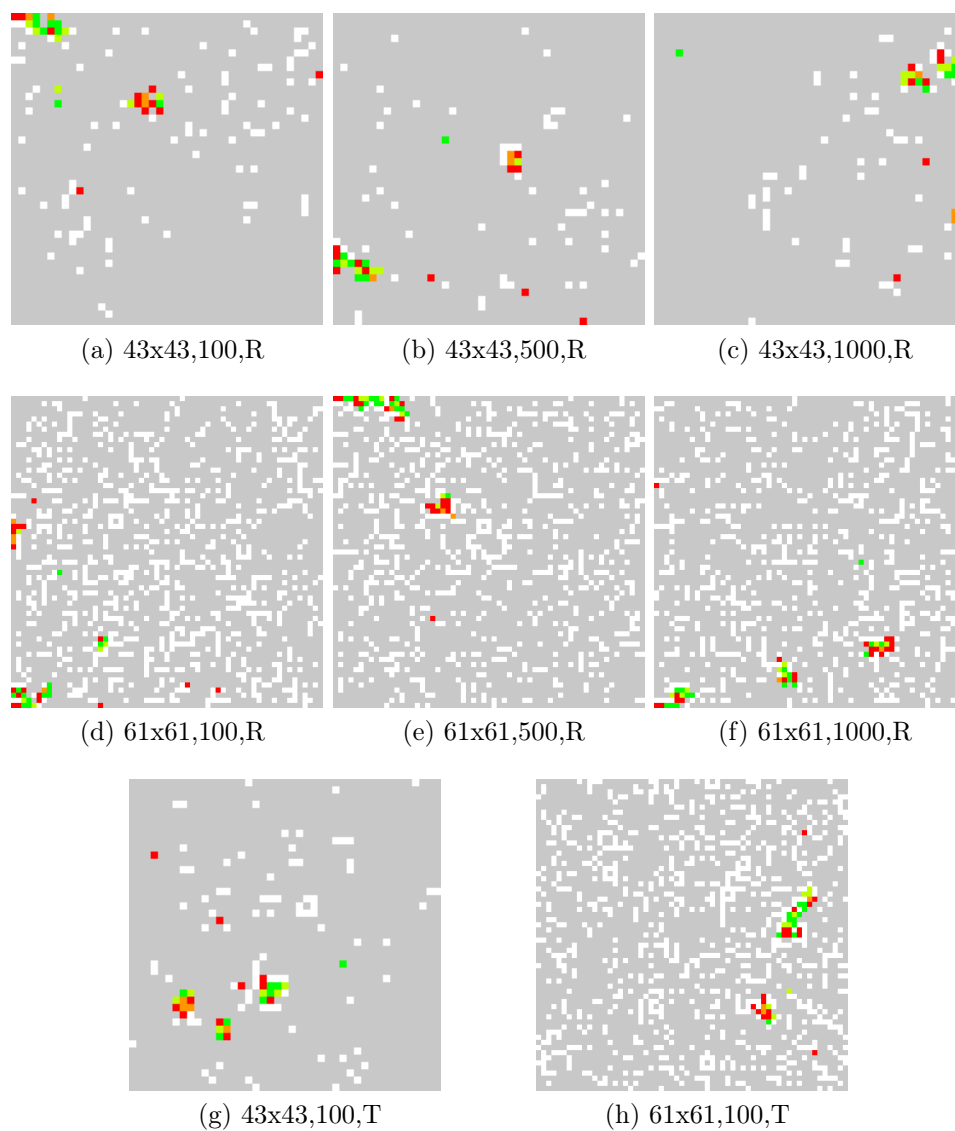 (a) 43x43,100,R
(b) 43x43,500,R
(c) 43x43,1000,R
(d) 61x61,100,R
(e) 61x61,500,R
(f) 61x61,1000,R
(g) 43x43,100,T
(h) 61x61,100,T